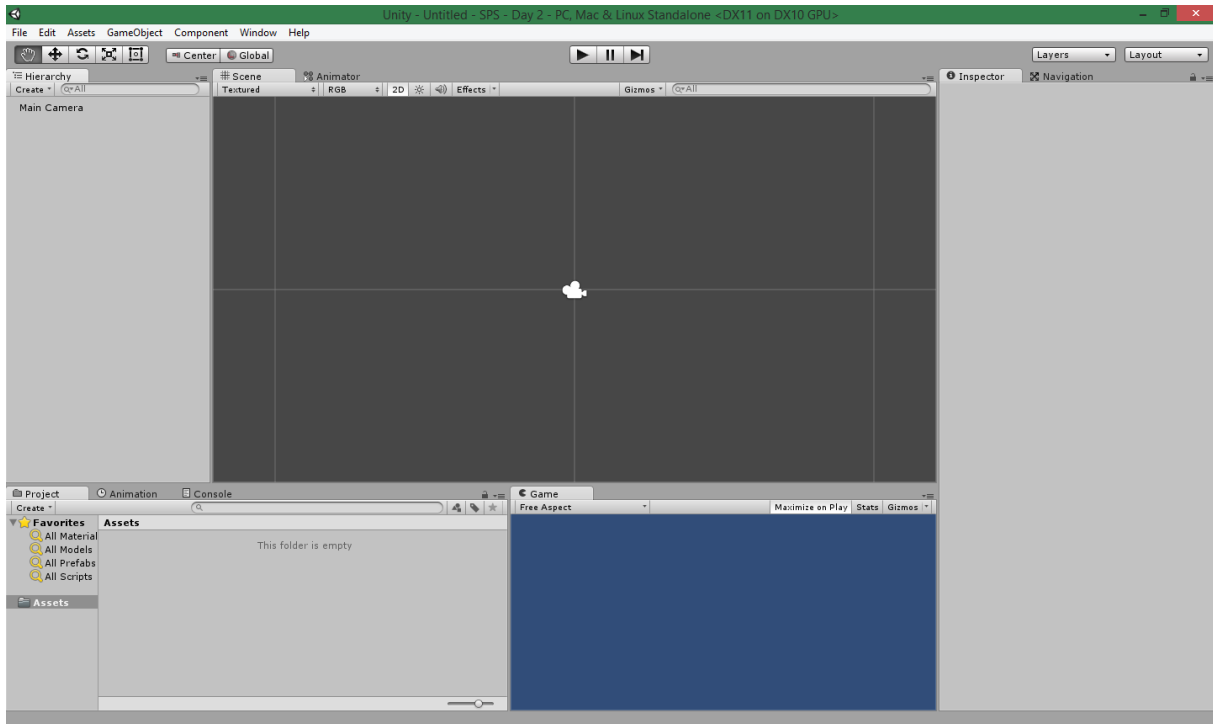 Unity - Untitled - SPS - Day 2 - PC, Mac & Linux Standalone <DX11 on DX10 GPU>
File Edit Assets GameObject Component Window Help
Center Global Layers Layout
Hierarchy Scene Animator Inspector Navigation
Create All Textured RGB 2D Effects Gizmos All
Main Camera
Project Animation Console Game
Create Free Aspect Maximize on Play Stats Gizmos
Favorites Assets
All Material
This folder is empty
All Models
All Prefabs
All Scripts
Assets